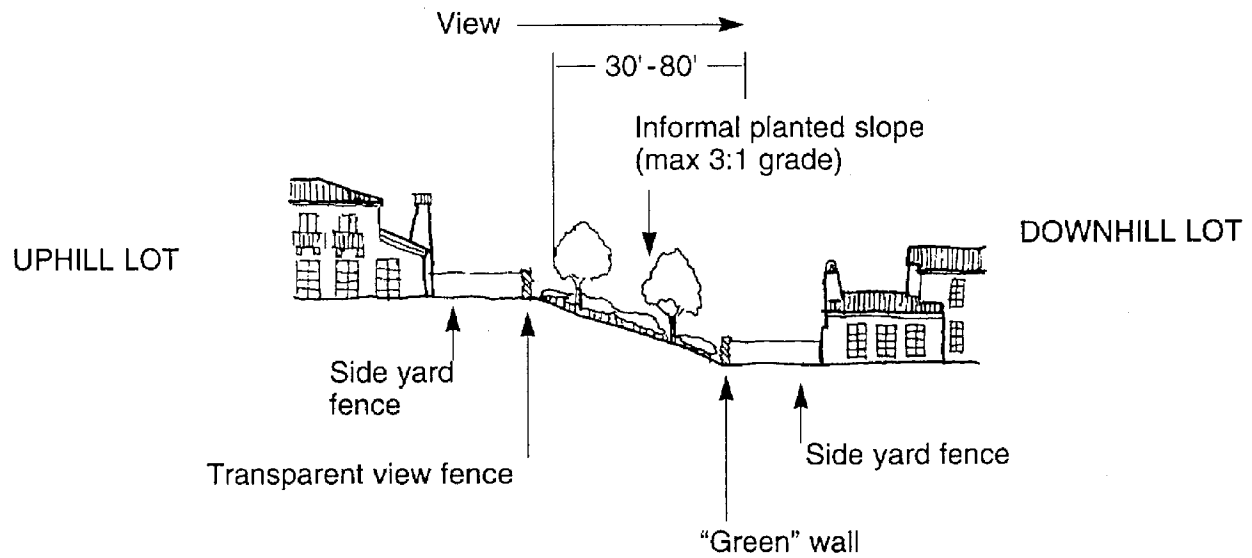 View
30'-80'
Informal planted slope
(max 3:1 grade)
UPHILL LOT
DOWNHILL LOT
Side yard
fence
Transparent view fence
Side yard fence
"Green" wall